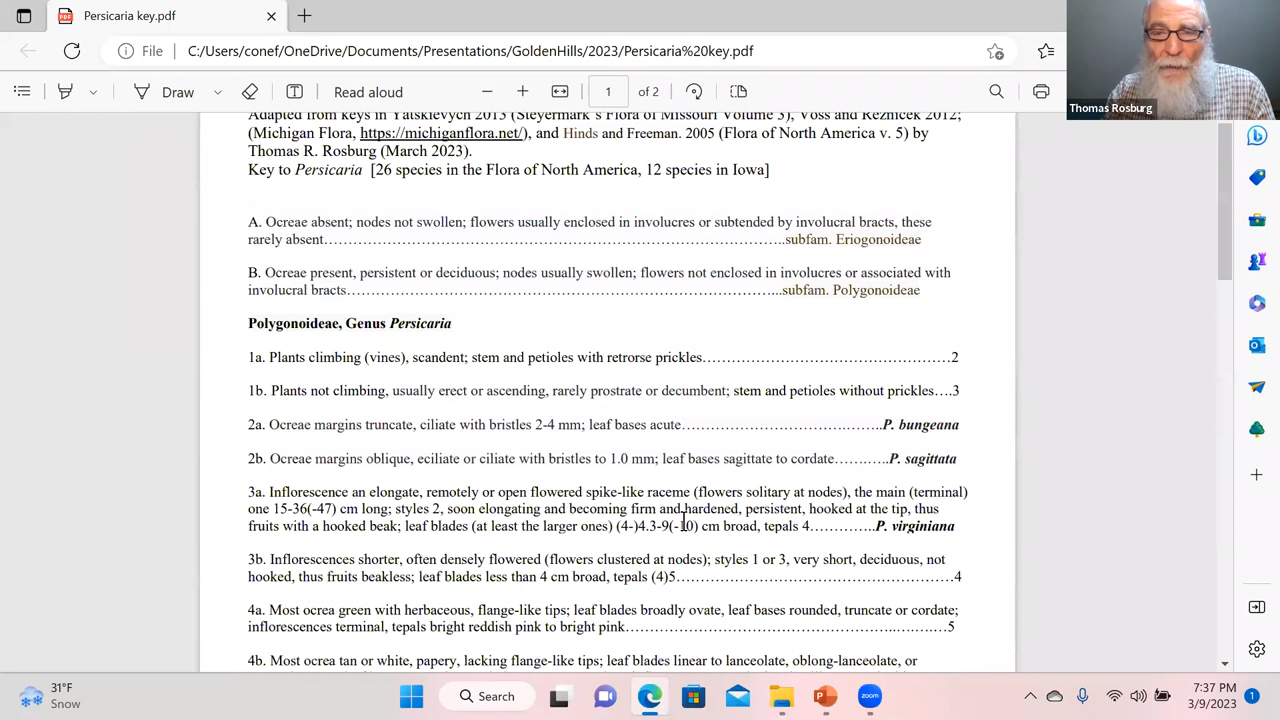 Persicaria key.pdf
File
C:/Users/conef/OneDrive/Documents/Presentations/GoldenHills/2023/Persicaria%20key.pdf
Draw
Read aloud
1
of 2
Thomas Rosburg
Adapted from keys in Yatskievych 2013 (Steyermark's Flora of Missouri Volume 3), Voss and Reznicek 2012;
(Michigan Flora, https://michiganflora.net/), and Hinds and Freeman. 2005 (Flora of North America v. 5) by
Thomas R. Rosburg (March 2023).
Key to Persicaria [26 species in the Flora of North America, 12 species in Iowa]
A. Ocreae absent; nodes not swollen; flowers usually enclosed in involucres or subtended by involucral bracts, these
rarely absent…………………………………………………………………………..subfam. Eriogonoideae
B. Ocreae present, persistent or deciduous; nodes usually swollen; flowers not enclosed in involucres or associated with
involucral bracts………………………………………………………………………...subfam. Polygonoideae
Polygonoideae, Genus Persicaria
1a. Plants climbing (vines), scandent; stem and petioles with retrorse prickles……………………………………………2
1b. Plants not climbing, usually erect or ascending, rarely prostrate or decumbent; stem and petioles without prickles….3
2a. Ocreae margins truncate, ciliate with bristles 2-4 mm; leaf bases acute…………………………….……..P. bungeana
2b. Ocreae margins oblique, eciliate or ciliate with bristles to 1.0 mm; leaf bases sagittate to cordate…….…..P. sagittata
3a. Inflorescence an elongate, remotely or open flowered spike-like raceme (flowers solitary at nodes), the main (terminal)
one 15-36(-47) cm long; styles 2, soon elongating and becoming firm and hardened, persistent, hooked at the tip, thus
fruits with a hooked beak; leaf blades (at least the larger ones) (4-)4.3-9(-10) cm broad, tepals 4…………..P. virginiana
3b. Inflorescences shorter, often densely flowered (flowers clustered at nodes); styles 1 or 3, very short, deciduous, not
hooked, thus fruits beakless; leaf blades less than 4 cm broad, tepals (4)5…………………………………………………4
4a. Most ocrea green with herbaceous, flange-like tips; leaf blades broadly ovate, leaf bases rounded, truncate or cordate;
inflorescences terminal, tepals bright reddish pink to bright pink……………………………………..….….…5
4b. Most ocrea tan or white, papery, lacking flange-like tips; leaf blades linear to lanceolate, oblong-lanceolate, or
31°F
Snow
Search
zoom
7:37 PM
3/9/2023
1